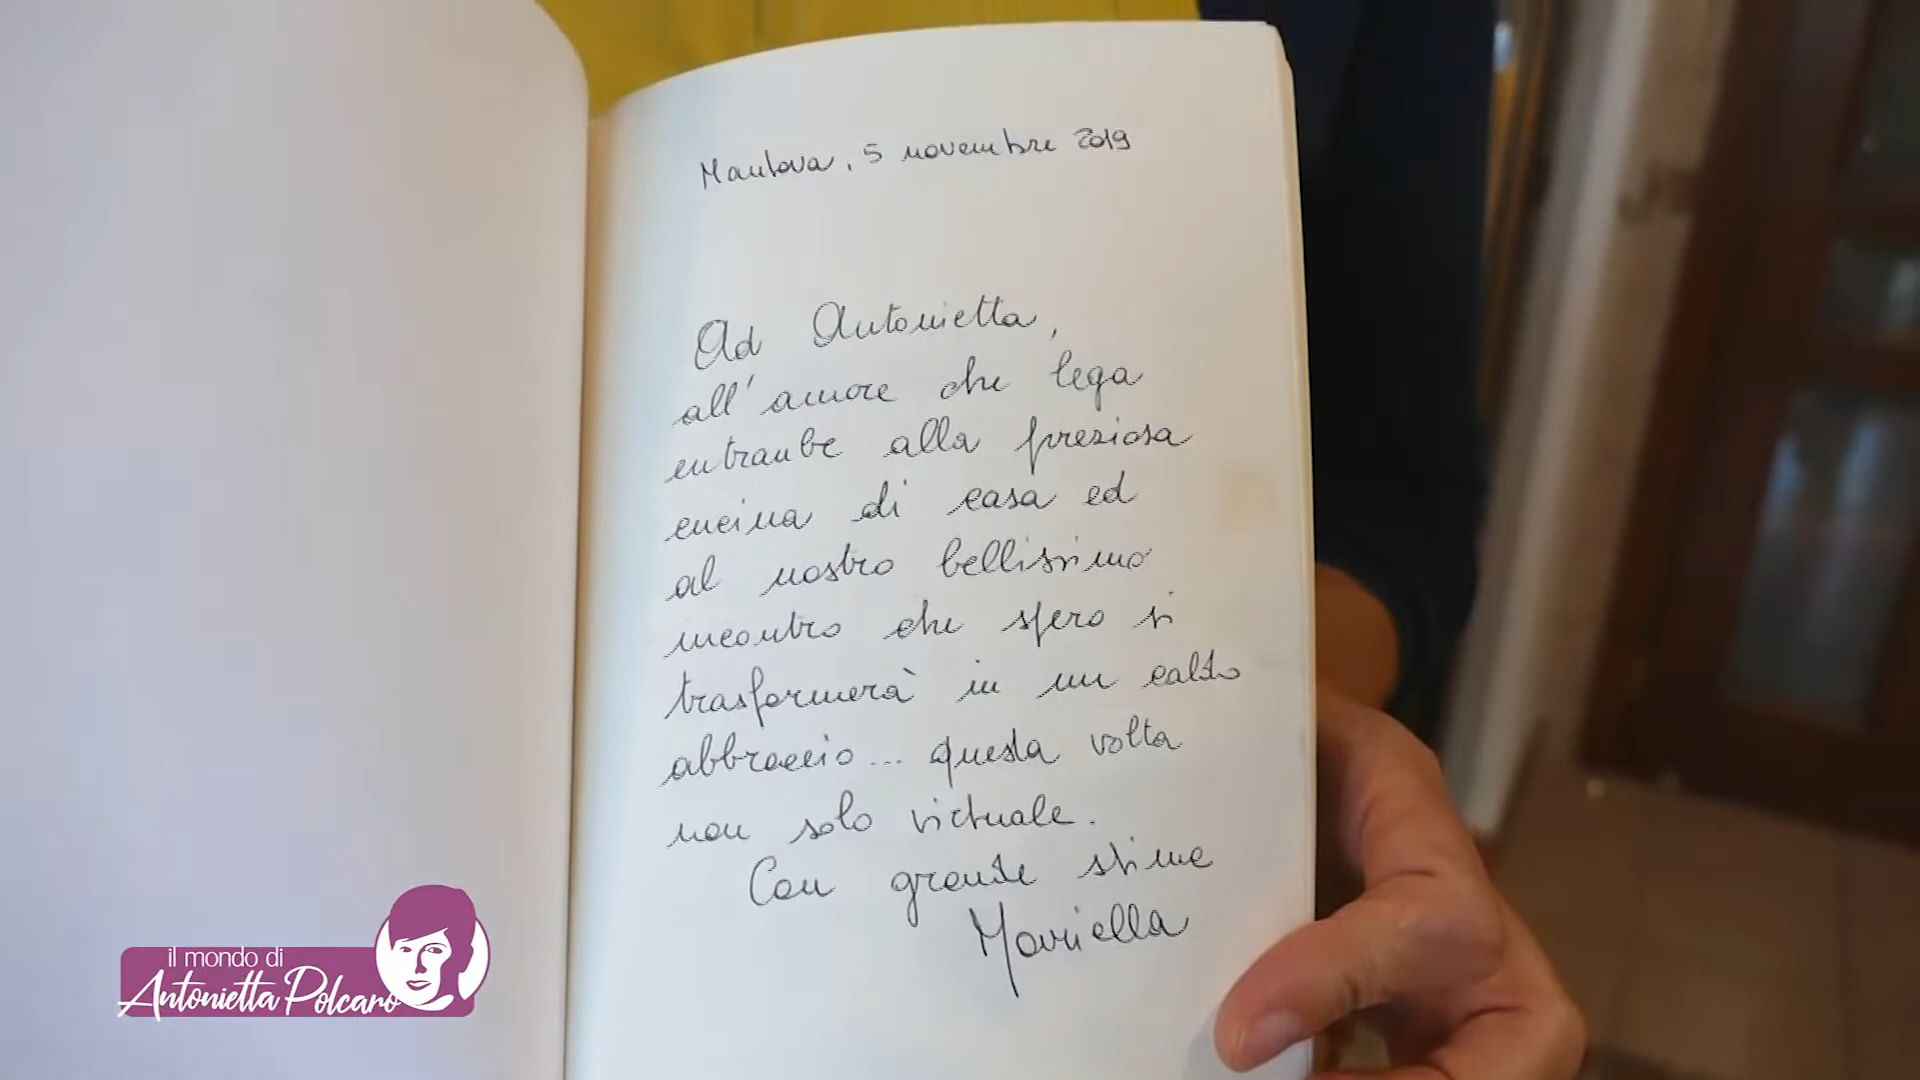 Mantova, 5 novembre 2019
Ad Antonietta,
all'amore che lega
entrambe alla preziosa
cucina di casa ed
al nostro bellissimo
incontro che spero si
trasformerà in un caldo
abbraccio... questa volta
non solo virtuale.
Con grande stima
Mariella
il mondo di
Antonietta Polcaro